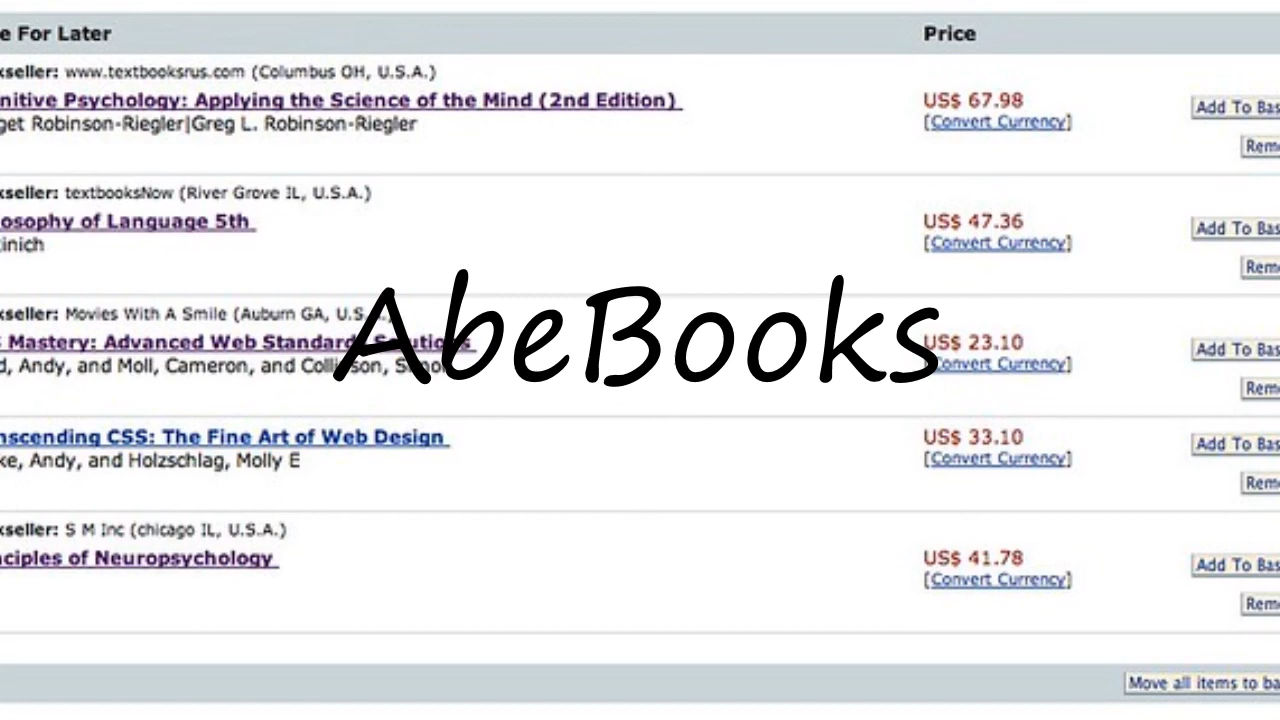 e For Later Price
kseller: www.textbooksrus.com (Columbus OH, U.S.A.)
nitive Psychology: Applying the Science of the Mind (2nd Edition) US$ 67.98 Add To Bas
get Robinson-Riegler|Greg L. Robinson-Riegler [Convert Currency]
Rem
kseller: textbooksNow (River Grove IL, U.S.A.)
osophy of Language 5th US$ 47.36 Add To Bas
inich [Convert Currency]
Rem
kseller: Movies With A Smile (Auburn GA, U.S.
AbeBooks
S Mastery: Advanced Web Standards Solutions US$ 23.10 Add To Bas
d, Andy, and Moll, Cameron, and Collison, Simon [Convert Currency]
Rem
nscending CSS: The Fine Art of Web Design US$ 33.10 Add To Bas
ke, Andy, and Holzschlag, Molly E [Convert Currency]
Rem
kseller: S M Inc (chicago IL, U.S.A.)
nciples of Neuropsychology US$ 41.78 Add To Bas
[Convert Currency]
Rem
Move all items to ba